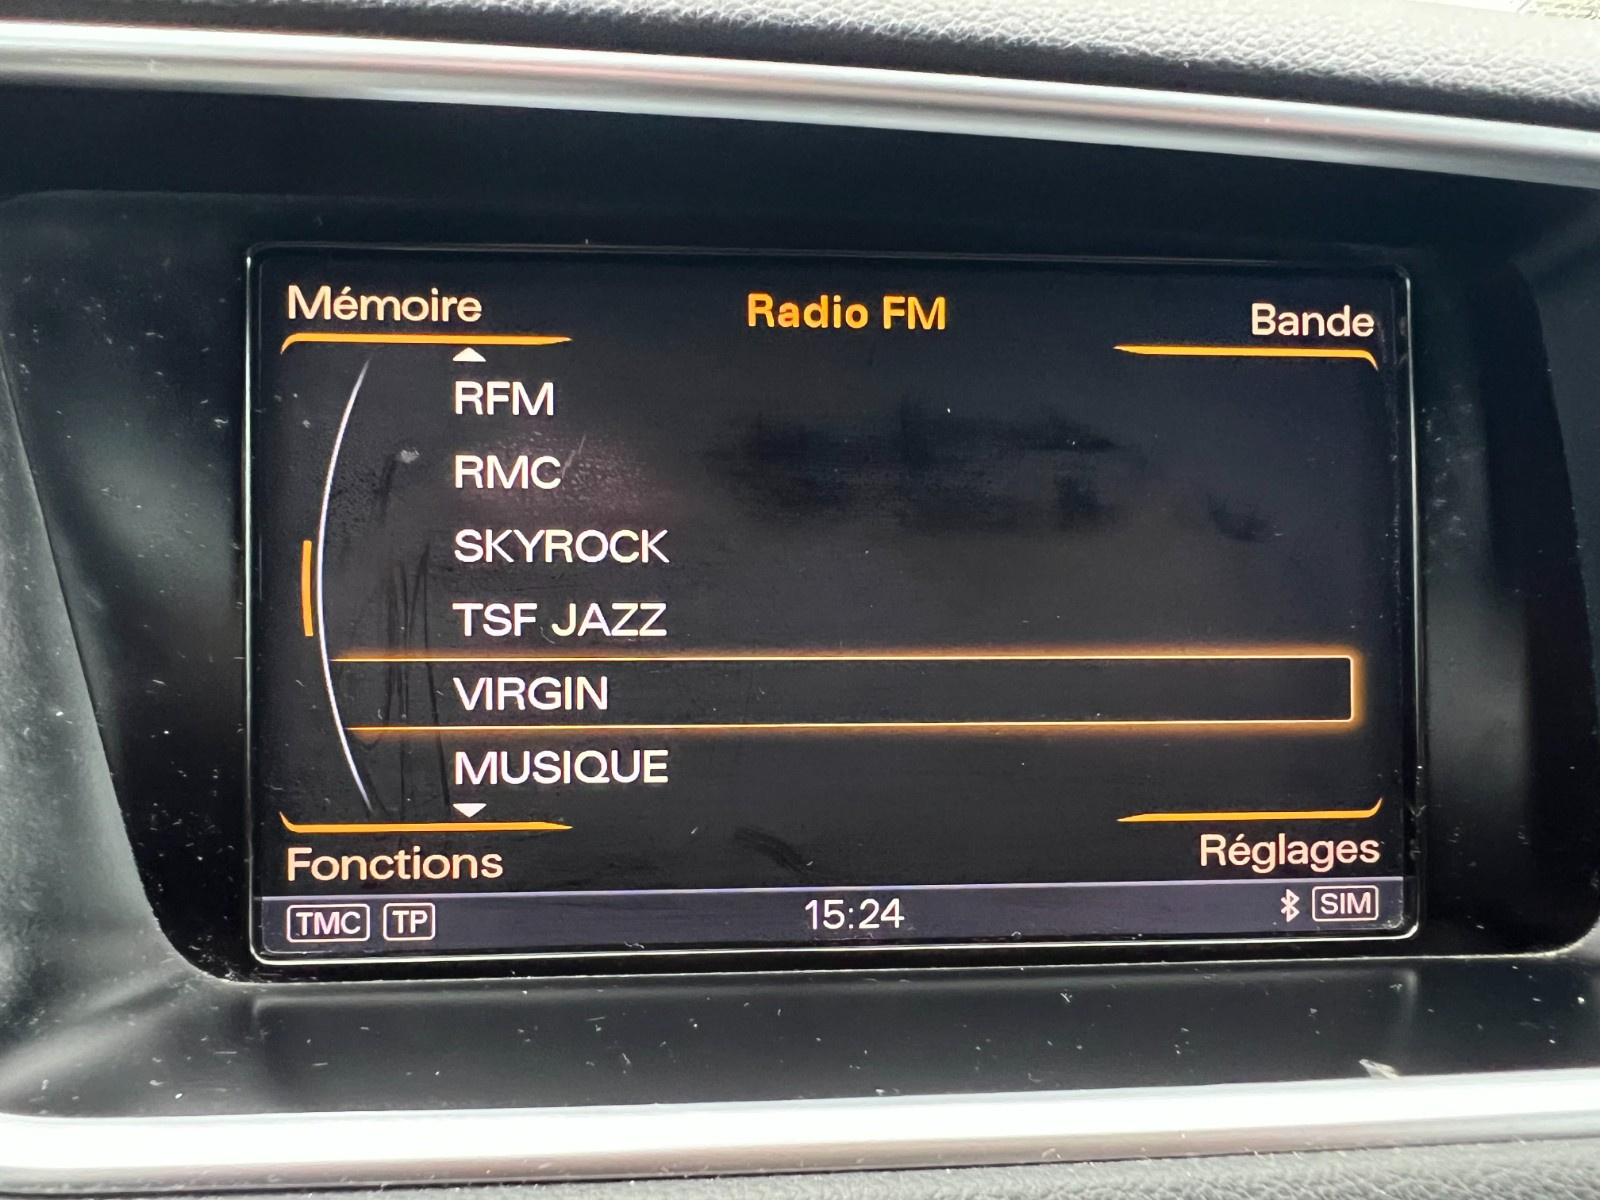 Mémoire
Radio FM
Bande
RFM
RMC
SKYROCK
TSF JAZZ
VIRGIN
MUSIQUE
Fonctions
Réglages
TMC TP
15:24
SIM